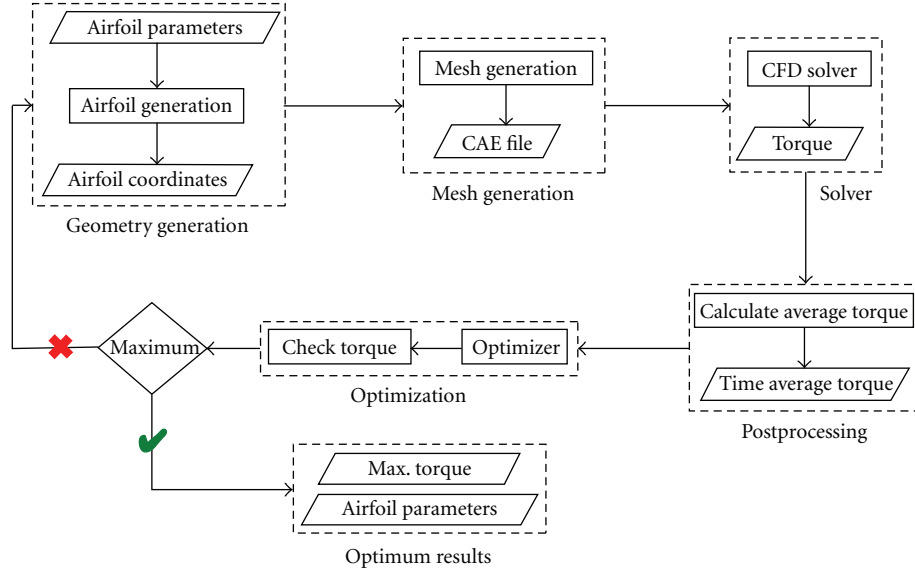 Airfoil parameters
Airfoil generation
Airfoil coordinates
Geometry generation
Mesh generation
CAE file
Mesh generation
CFD solver
Torque
Solver
Calculate average torque
Time average torque
Postprocessing
Optimizer
Check torque
Optimization
Maximum
Max. torque
Airfoil parameters
Optimum results